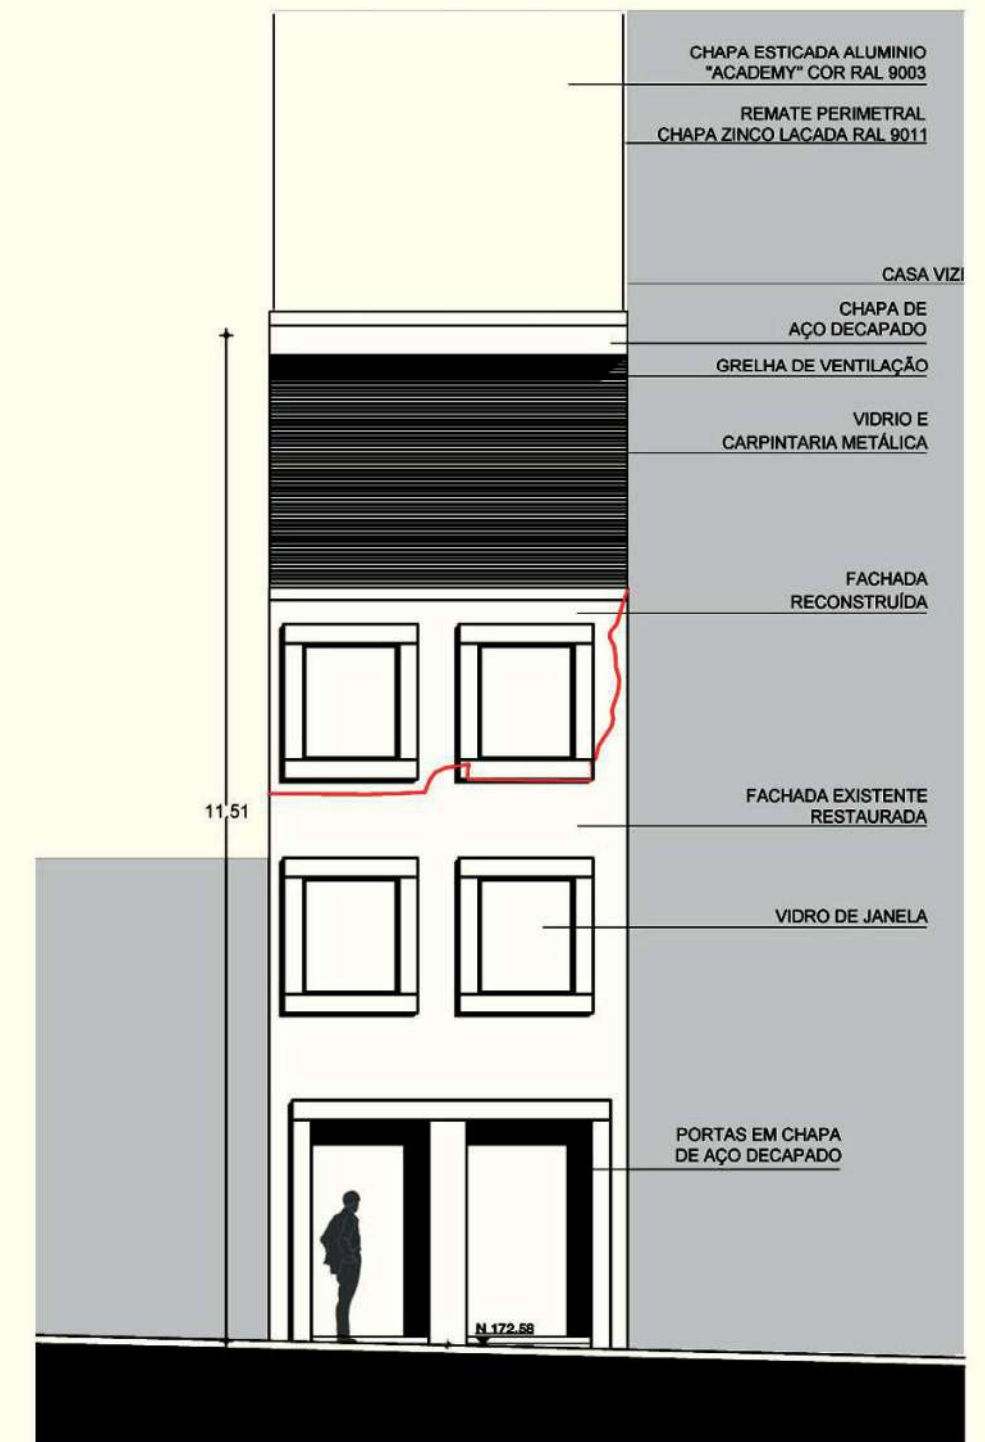 CHAPA ESTICADA ALUMINIO
"ACADEMY" COR RAL 9003
REMATE PERIMETRAL
CHAPA ZINCO LACADA RAL 9011
CASA VIZI
CHAPA DE
AÇO DECAPADO
GRELHA DE VENTILAÇÃO
VIDRIO E
CARPINTARIA METÁLICA
FACHADA
RECONSTRUÍDA
11,51
FACHADA EXISTENTE
RESTAURADA
VIDRO DE JANELA
PORTAS EM CHAPA
DE AÇO DECAPADO
N 172.58